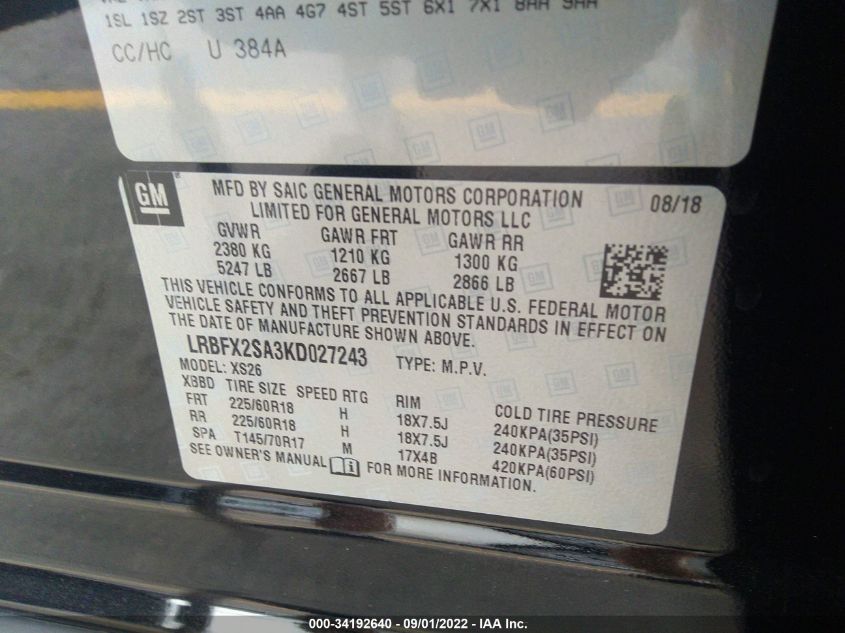 1SL 1SZ 2ST 3ST 4AA 4G7 4ST 5ST 6X1 7X1 8AA 9AA
CC/HC U 384A
GM
MFD BY SAIC GENERAL MOTORS CORPORATION
LIMITED FOR GENERAL MOTORS LLC
08/18
GVWR GAWR FRT GAWR RR
2380 KG 1210 KG 1300 KG
5247 LB 2667 LB 2866 LB
THIS VEHICLE CONFORMS TO ALL APPLICABLE U.S. FEDERAL MOTOR
VEHICLE SAFETY AND THEFT PREVENTION STANDARDS IN EFFECT ON
THE DATE OF MANUFACTURE SHOWN ABOVE.
LRBFX2SA3KD027243 TYPE: M.P.V.
MODEL: XS26
XBBD TIRE SIZE SPEED RTG RIM COLD TIRE PRESSURE
FRT 225/60R18 H 18X7.5J 240KPA(35PSI)
RR 225/60R18 H 18X7.5J 240KPA(35PSI)
SPA T145/70R17 M 17X4B 420KPA(60PSI)
SEE OWNER'S MANUAL FOR MORE INFORMATION.
000-34192640 - 09/01/2022 - IAA Inc.